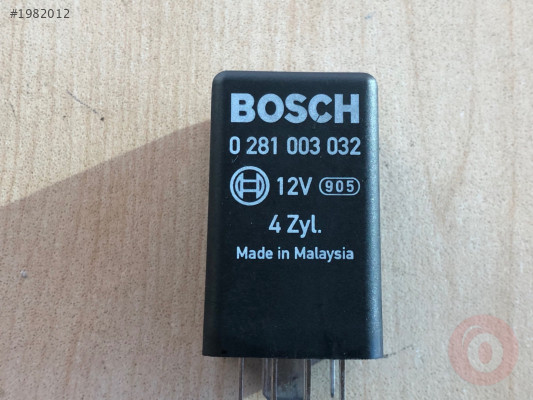 #1982012
BOSCH
0 281 003 032
12V 905
4 Zyl.
Made in Malaysia